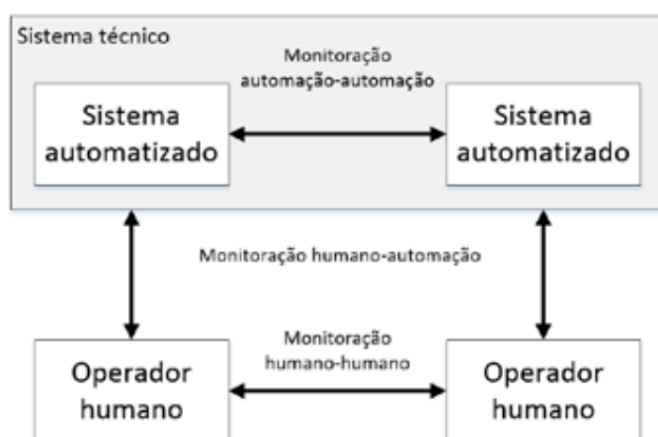 Sistema técnico
Monitoração
automação-automação
Sistema
automatizado
Sistema
automatizado
Monitoração humano-automação
Monitoração
humano-humano
Operador
humano
Operador
humano